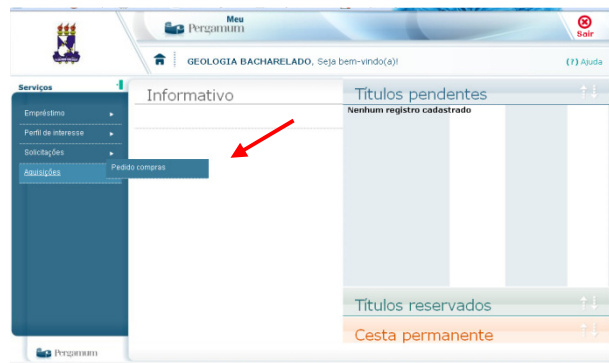 Meu
Pergamum
Sair
GEOLOGIA BACHARELADO, Seja bem-vindo(a)!
(?) Ajuda
Serviços
Empréstimo
Perfil de interesse
Solicitações
Aquisições
Pedido compras
Informativo
Títulos pendentes
Nenhum registro cadastrado
Títulos reservados
Cesta permanente
Pergamum